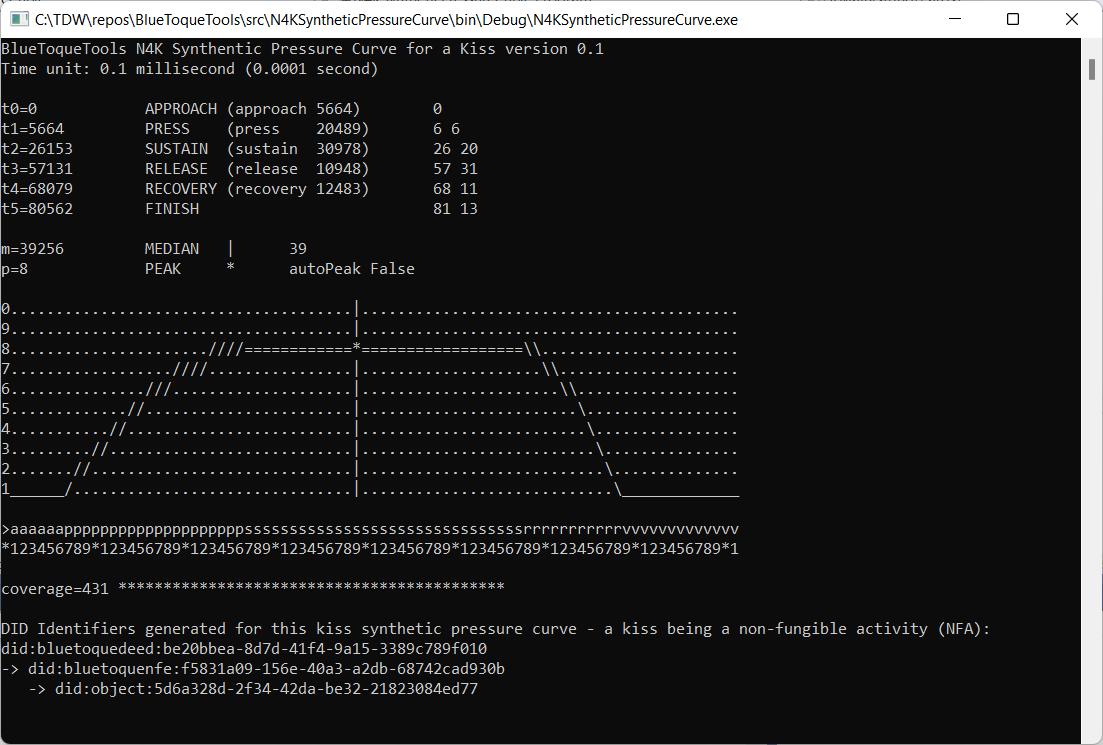 C:\TDW\repos\BlueToqueTools\src\N4KSyntheticPressureCurve\bin\Debug\N4KSyntheticPressureCurve.exe
BlueToqueTools N4K Synthentic Pressure Curve for a Kiss version 0.1
Time unit: 0.1 millisecond (0.0001 second)
t0=0            APPROACH (approach 5664)        0
t1=5664         PRESS    (press    20489)       6 6
t2=26153        SUSTAIN  (sustain  30978)       26 20
t3=57131        RELEASE  (release  10948)       57 31
t4=68079        RECOVERY (recovery 12483)       68 11
t5=80562        FINISH                          81 13
m=39256         MEDIAN   |      39
p=8             PEAK     *      autoPeak False
0......................................|..........................................
9......................................|..........................................
8......................////============*==================\\......................
7..................////................|....................\\....................
6...............///....................|......................\\..................
5.............//.......................|........................\.................
4...........//.........................|.........................\................
3.........//...........................|..........................\...............
2.......//.............................|...........................\..............
1______/...............................|............................\_____________
>aaaaaappppppppppppppppppppsssssssssssssssssssssssssssssssrrrrrrrrrrrvvvvvvvvvvvvv
*123456789*123456789*123456789*123456789*123456789*123456789*123456789*123456789*1
coverage=431 *******************************************
DID Identifiers generated for this kiss synthetic pressure curve - a kiss being a non-fungible activity (NFA):
did:bluetoquedeed:be20bbea-8d7d-41f4-9a15-3389c789f010
-> did:bluetoquenfe:f5831a09-156e-40a3-a2db-68742cad930b
   -> did:object:5d6a328d-2f34-42da-be32-21823084ed77